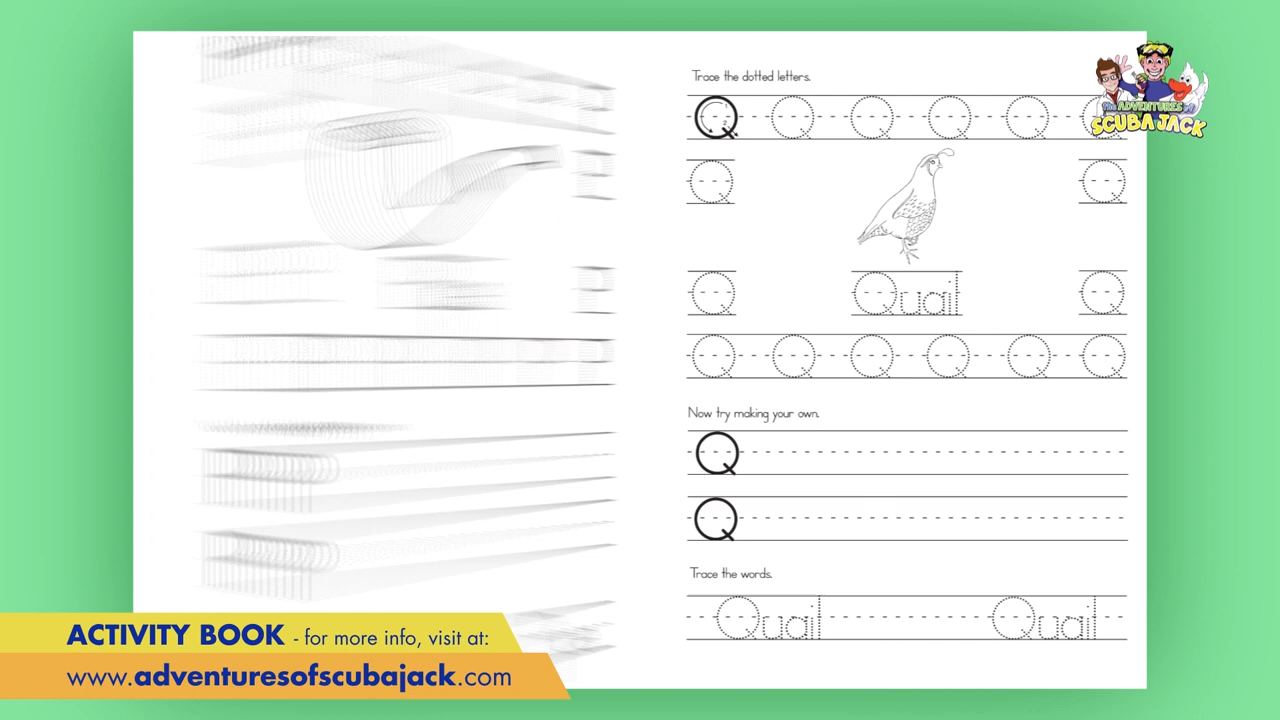 Trace the dotted letters.
Q Q Q Q Q Q
Q Q
Q Quail Q
Q Q Q Q Q Q
Now try making your own.
Q
Q
Trace the words.
Quail Quail
THE ADVENTURES OF
SCUBA JACK
ACTIVITY BOOK - for more info, visit at:
www.adventuresofscubajack.com